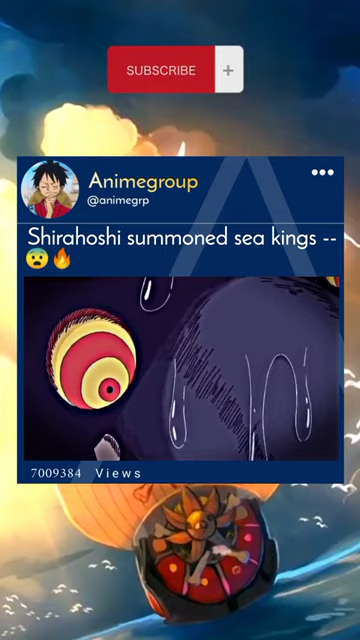 SUBSCRIBE +
Animegroup
@animegrp
Shirahoshi summoned sea kings --
😨🔥
7009384 Views